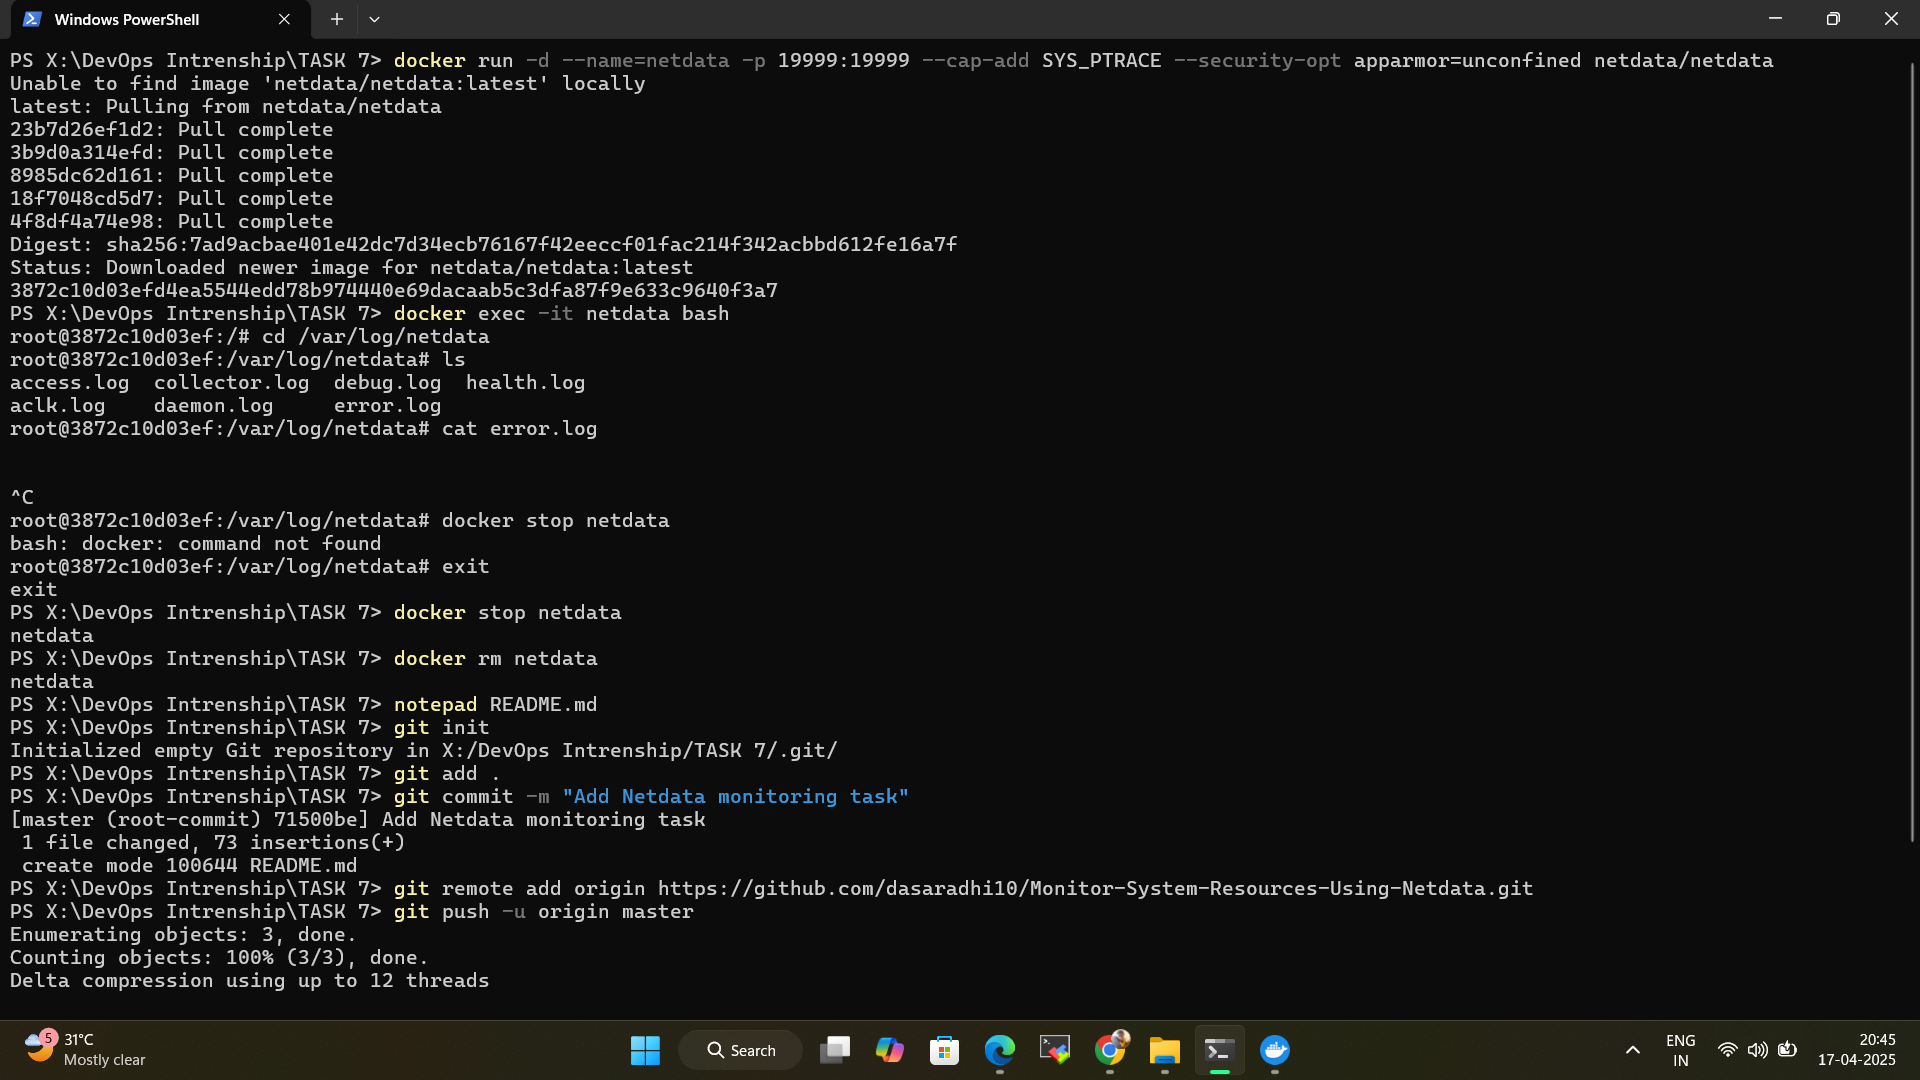 Windows PowerShell
PS X:\DevOps Intrenship\TASK 7> docker run -d --name=netdata -p 19999:19999 --cap-add SYS_PTRACE --security-opt apparmor=unconfined netdata/netdata
Unable to find image 'netdata/netdata:latest' locally
latest: Pulling from netdata/netdata
23b7d26ef1d2: Pull complete
3b9d0a314efd: Pull complete
8985dc62d161: Pull complete
18f7048cd5d7: Pull complete
4f8df4a74e98: Pull complete
Digest: sha256:7ad9acbae401e42dc7d34ecb76167f42eeccf01fac214f342acbbd612fe16a7f
Status: Downloaded newer image for netdata/netdata:latest
3872c10d03efd4ea5544edd78b974440e69dacaab5c3dfa87f9e633c9640f3a7
PS X:\DevOps Intrenship\TASK 7> docker exec -it netdata bash
root@3872c10d03ef:/# cd /var/log/netdata
root@3872c10d03ef:/var/log/netdata# ls
access.log  collector.log  debug.log  health.log
aclk.log    daemon.log     error.log
root@3872c10d03ef:/var/log/netdata# cat error.log
^C
root@3872c10d03ef:/var/log/netdata# docker stop netdata
bash: docker: command not found
root@3872c10d03ef:/var/log/netdata# exit
exit
PS X:\DevOps Intrenship\TASK 7> docker stop netdata
netdata
PS X:\DevOps Intrenship\TASK 7> docker rm netdata
netdata
PS X:\DevOps Intrenship\TASK 7> notepad README.md
PS X:\DevOps Intrenship\TASK 7> git init
Initialized empty Git repository in X:/DevOps Intrenship/TASK 7/.git/
PS X:\DevOps Intrenship\TASK 7> git add .
PS X:\DevOps Intrenship\TASK 7> git commit -m "Add Netdata monitoring task"
[master (root-commit) 71500be] Add Netdata monitoring task
 1 file changed, 73 insertions(+)
 create mode 100644 README.md
PS X:\DevOps Intrenship\TASK 7> git remote add origin https://github.com/dasaradhi10/Monitor-System-Resources-Using-Netdata.git
PS X:\DevOps Intrenship\TASK 7> git push -u origin master
Enumerating objects: 3, done.
Counting objects: 100% (3/3), done.
Delta compression using up to 12 threads
5
31°C
Mostly clear
Search
ENG
IN
20:45
17-04-2025